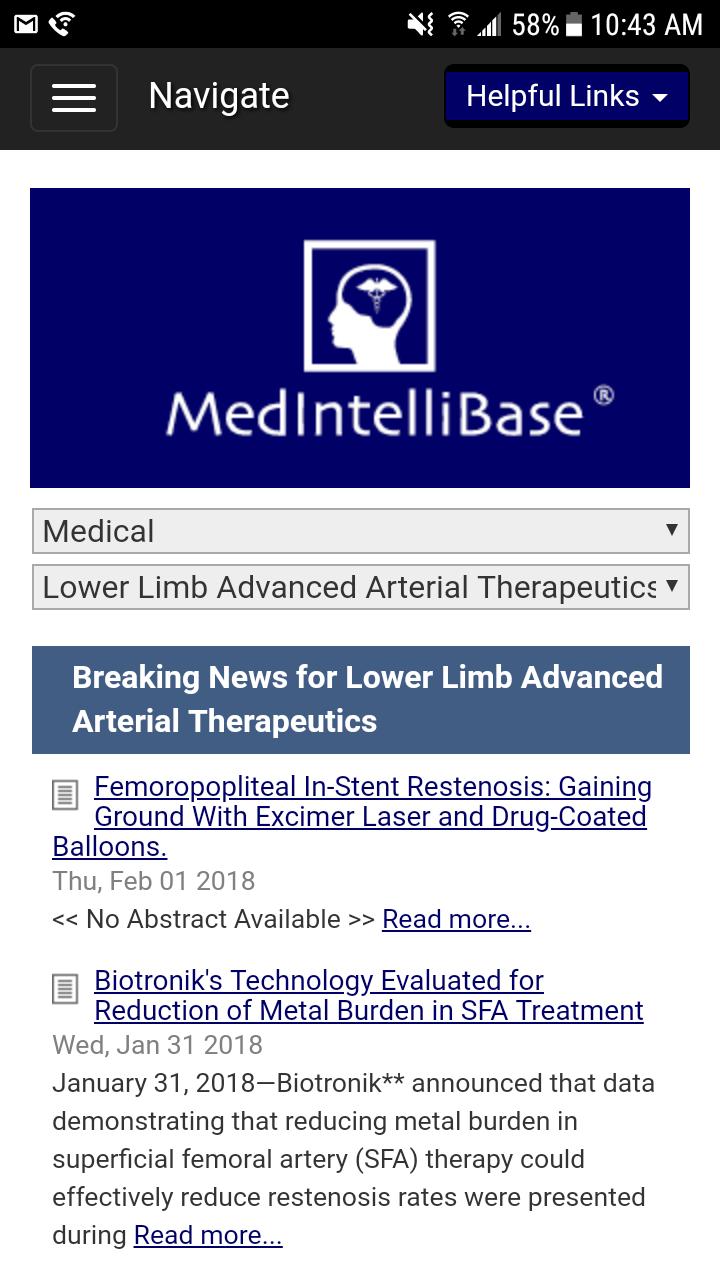 58% 10:43 AM
Navigate
Helpful Links
MedIntelliBase ®
Medical
Lower Limb Advanced Arterial Therapeutics
Breaking News for Lower Limb Advanced
Arterial Therapeutics
Femoropopliteal In-Stent Restenosis: Gaining
Ground With Excimer Laser and Drug-Coated
Balloons.
Thu, Feb 01 2018
<< No Abstract Available >> Read more...
Biotronik's Technology Evaluated for
Reduction of Metal Burden in SFA Treatment
Wed, Jan 31 2018
January 31, 2018—Biotronik** announced that data
demonstrating that reducing metal burden in
superficial femoral artery (SFA) therapy could
effectively reduce restenosis rates were presented
during Read more...